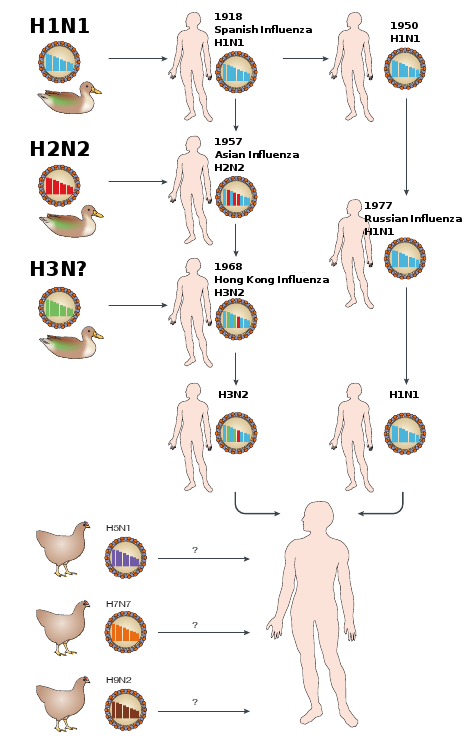 H1N1
1918
Spanish Influenza
H1N1
1950
H1N1
H2N2
1957
Asian Influenza
H2N2
1977
Russian Influenza
H1N1
H3N?
1968
Hong Kong Influenza
H3N2
H3N2
H1N1
H5N1
?
H7N7
?
H9N2
?